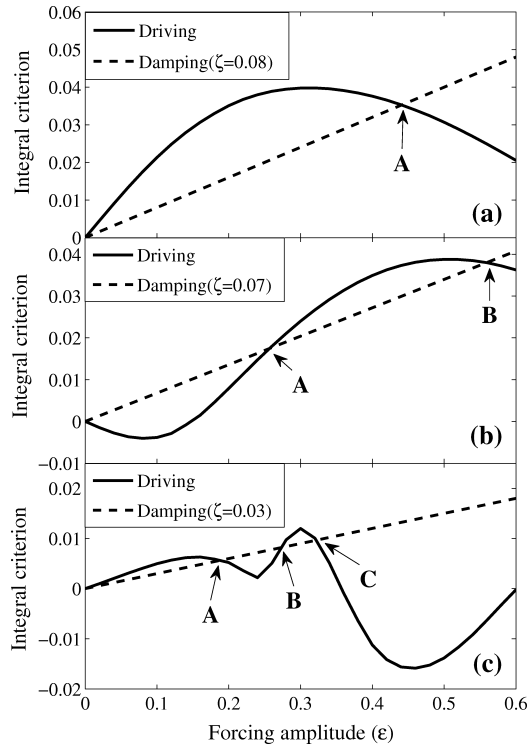 0.06
0.05
0.04
0.03
0.02
0.01
0
Integral criterion
Driving
Damping(ζ=0.08)
A
(a)
0.04
0.03
0.02
0.01
0
−0.01
Integral criterion
Driving
Damping(ζ=0.07)
A
B
(b)
0.02
0.01
0
−0.01
−0.02
Integral criterion
Driving
Damping(ζ=0.03)
A
B
C
(c)
0 0.1 0.2 0.3 0.4 0.5 0.6
Forcing amplitude (ε)